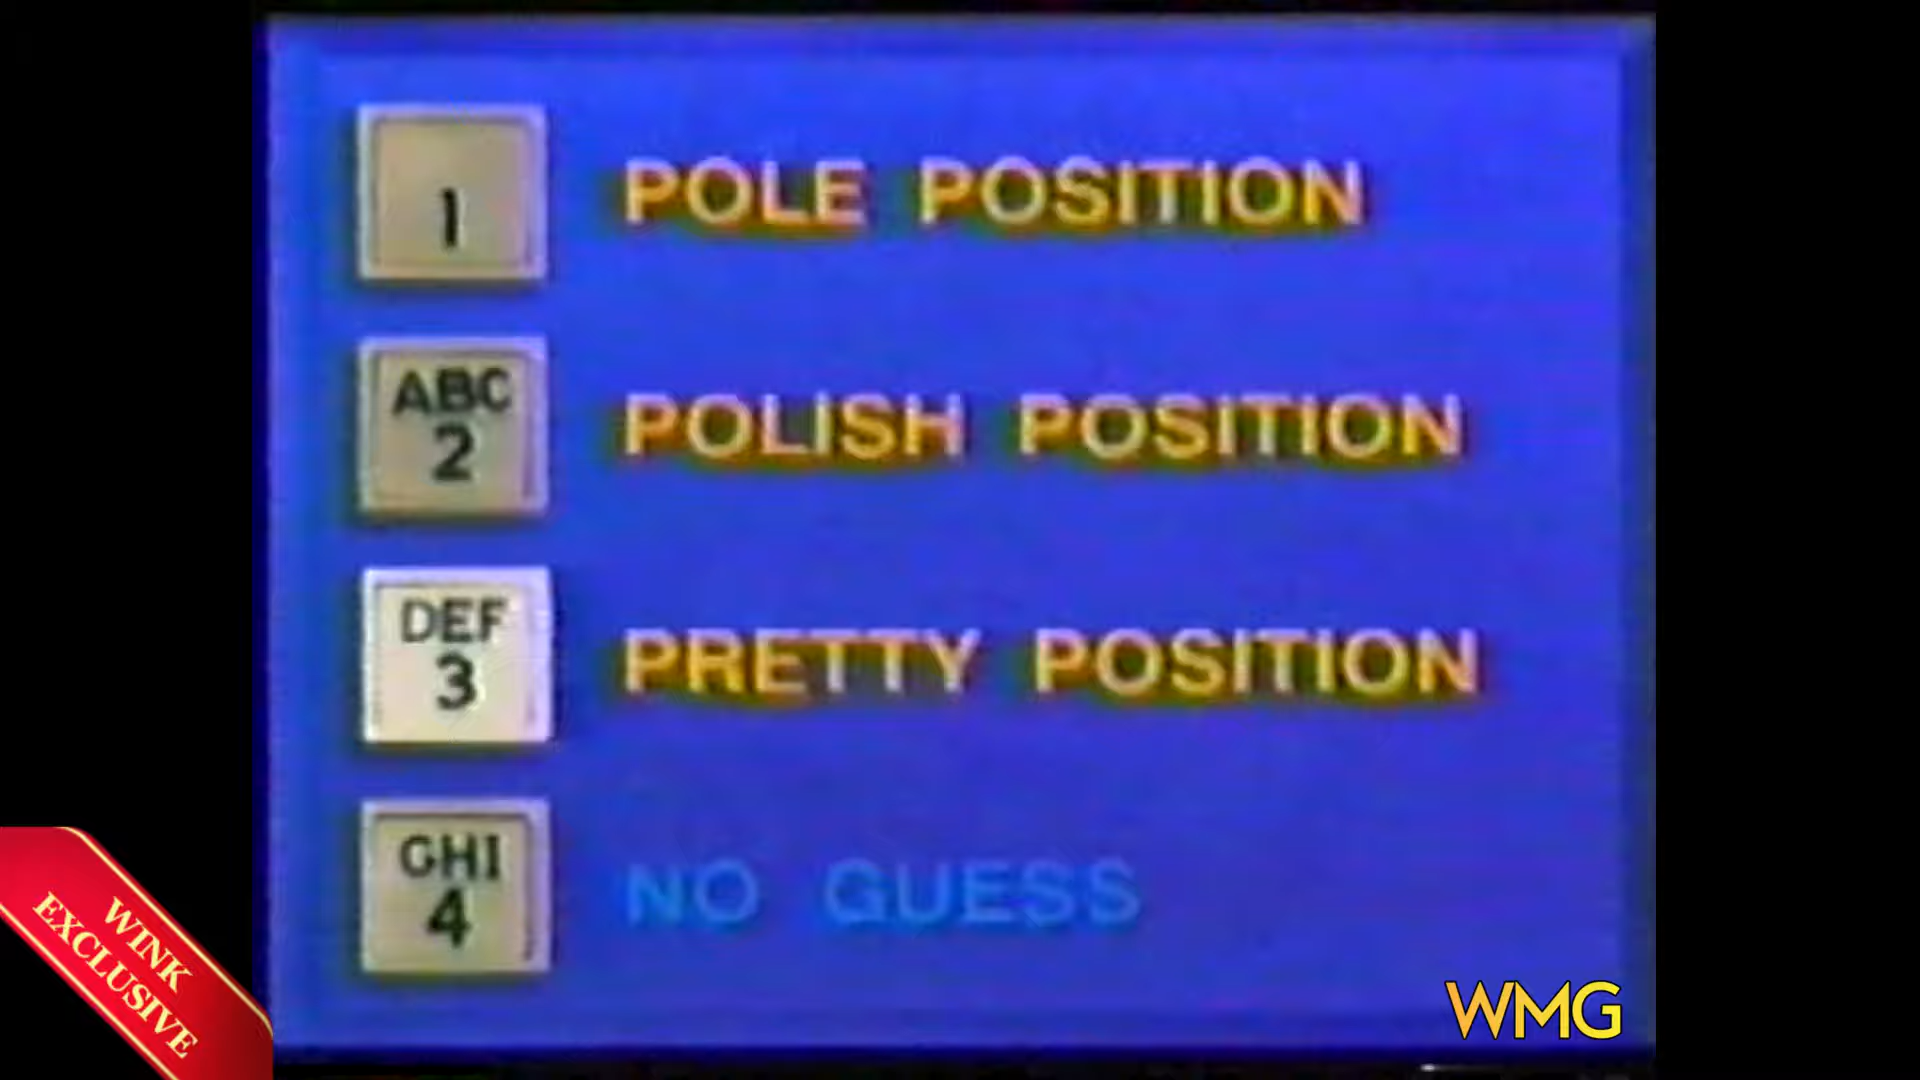 1
POLE POSITION
ABC
2
POLISH POSITION
DEF
3
PRETTY POSITION
GHI
4
NO GUESS
WINK
EXCLUSIVE
WMG